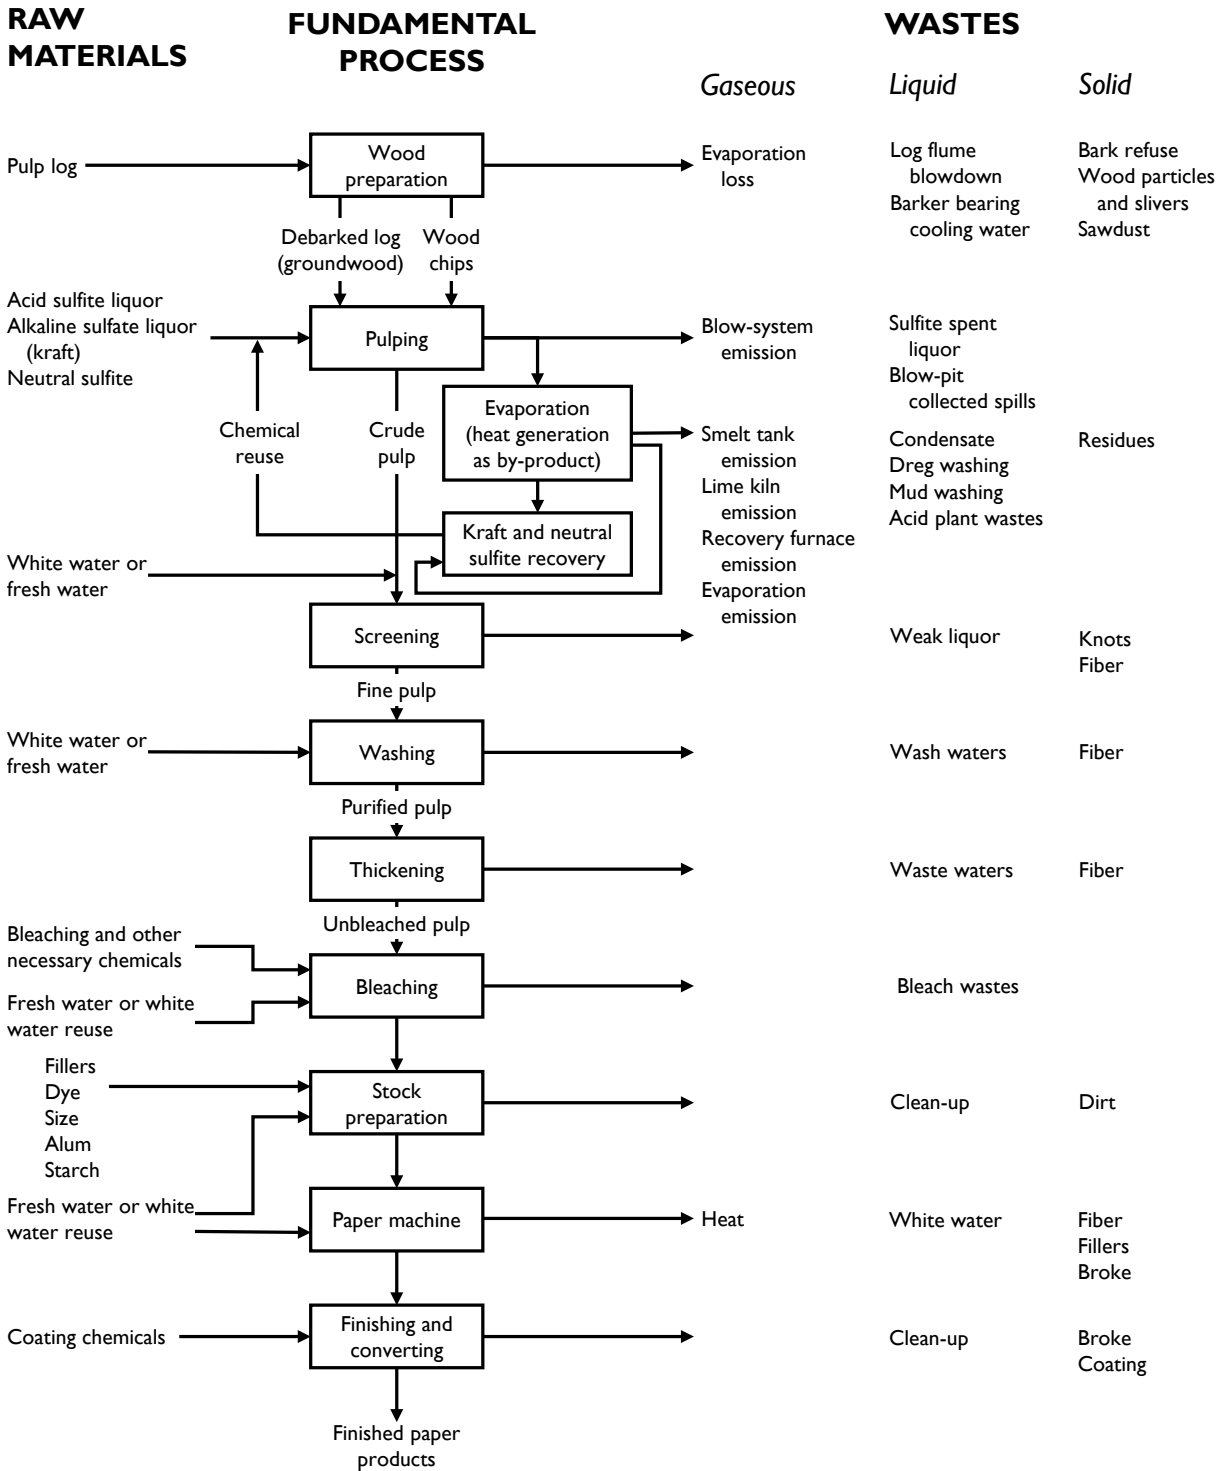 RAW
MATERIALS
FUNDAMENTAL
PROCESS
WASTES
Gaseous
Liquid
Solid
Pulp log
Wood
preparation
Evaporation
loss
Log flume
blowdown
Barker bearing
cooling water
Bark refuse
Wood particles
and slivers
Sawdust
Debarked log
(groundwood)
Wood
chips
Acid sulfite liquor
Alkaline sulfate liquor
(kraft)
Neutral sulfite
Pulping
Blow-system
emission
Sulfite spent
liquor
Blow-pit
collected spills
Chemical
reuse
Crude
pulp
Evaporation
(heat generation
as by-product)
Smelt tank
emission
Lime kiln
emission
Recovery furnace
emission
Evaporation
emission
Condensate
Dreg washing
Mud washing
Acid plant wastes
Residues
Kraft and neutral
sulfite recovery
White water or
fresh water
Screening
Weak liquor
Knots
Fiber
Fine pulp
White water or
fresh water
Washing
Wash waters
Fiber
Purified pulp
Thickening
Waste waters
Fiber
Unbleached pulp
Bleaching and other
necessary chemicals
Fresh water or white
water reuse
Bleaching
Bleach wastes
Fillers
Dye
Size
Alum
Starch
Stock
preparation
Clean-up
Dirt
Fresh water or white
water reuse
Paper machine
Heat
White water
Fiber
Fillers
Broke
Coating chemicals
Finishing and
converting
Clean-up
Broke
Coating
Finished paper
products